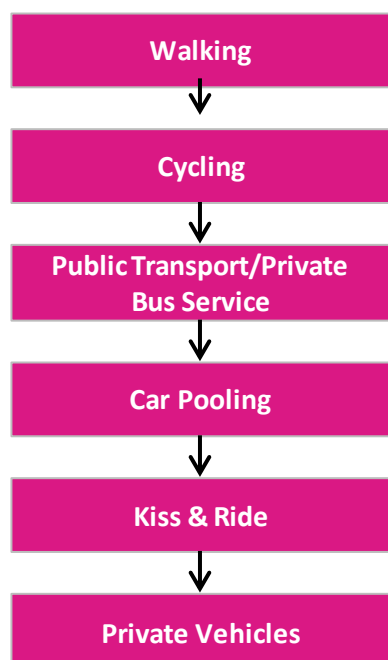 Walking
Cycling
Public Transport/Private
Bus Service
Car Pooling
Kiss & Ride
Private Vehicles